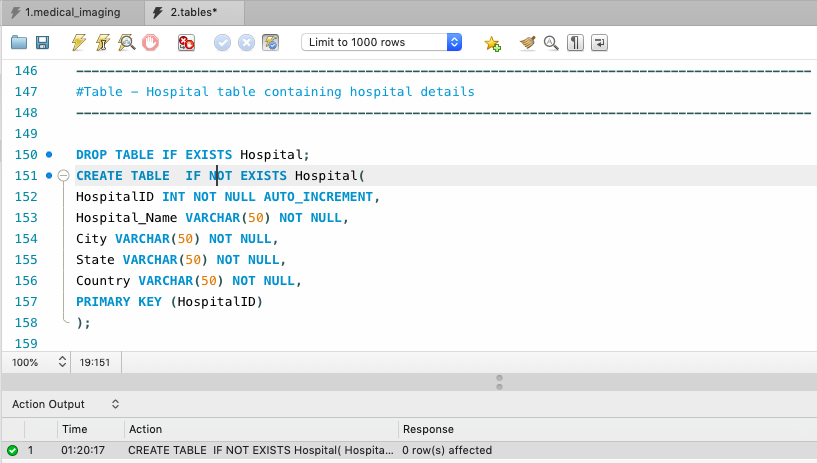 1.medical_imaging
2.tables*
Limit to 1000 rows
146 ----------------------------------------------------------------------------------------------
147 #Table - Hospital table containing hospital details
148 ----------------------------------------------------------------------------------------------
149
150 DROP TABLE IF EXISTS Hospital;
151 CREATE TABLE  IF NOT EXISTS Hospital(
152 HospitalID INT NOT NULL AUTO_INCREMENT,
153 Hospital_Name VARCHAR(50) NOT NULL,
154 City VARCHAR(50) NOT NULL,
155 State VARCHAR(50) NOT NULL,
156 Country VARCHAR(50) NOT NULL,
157 PRIMARY KEY (HospitalID)
158 );
159
100% 19:151
Action Output
Time Action Response
1 01:20:17 CREATE TABLE  IF NOT EXISTS Hospital( Hospita... 0 row(s) affected